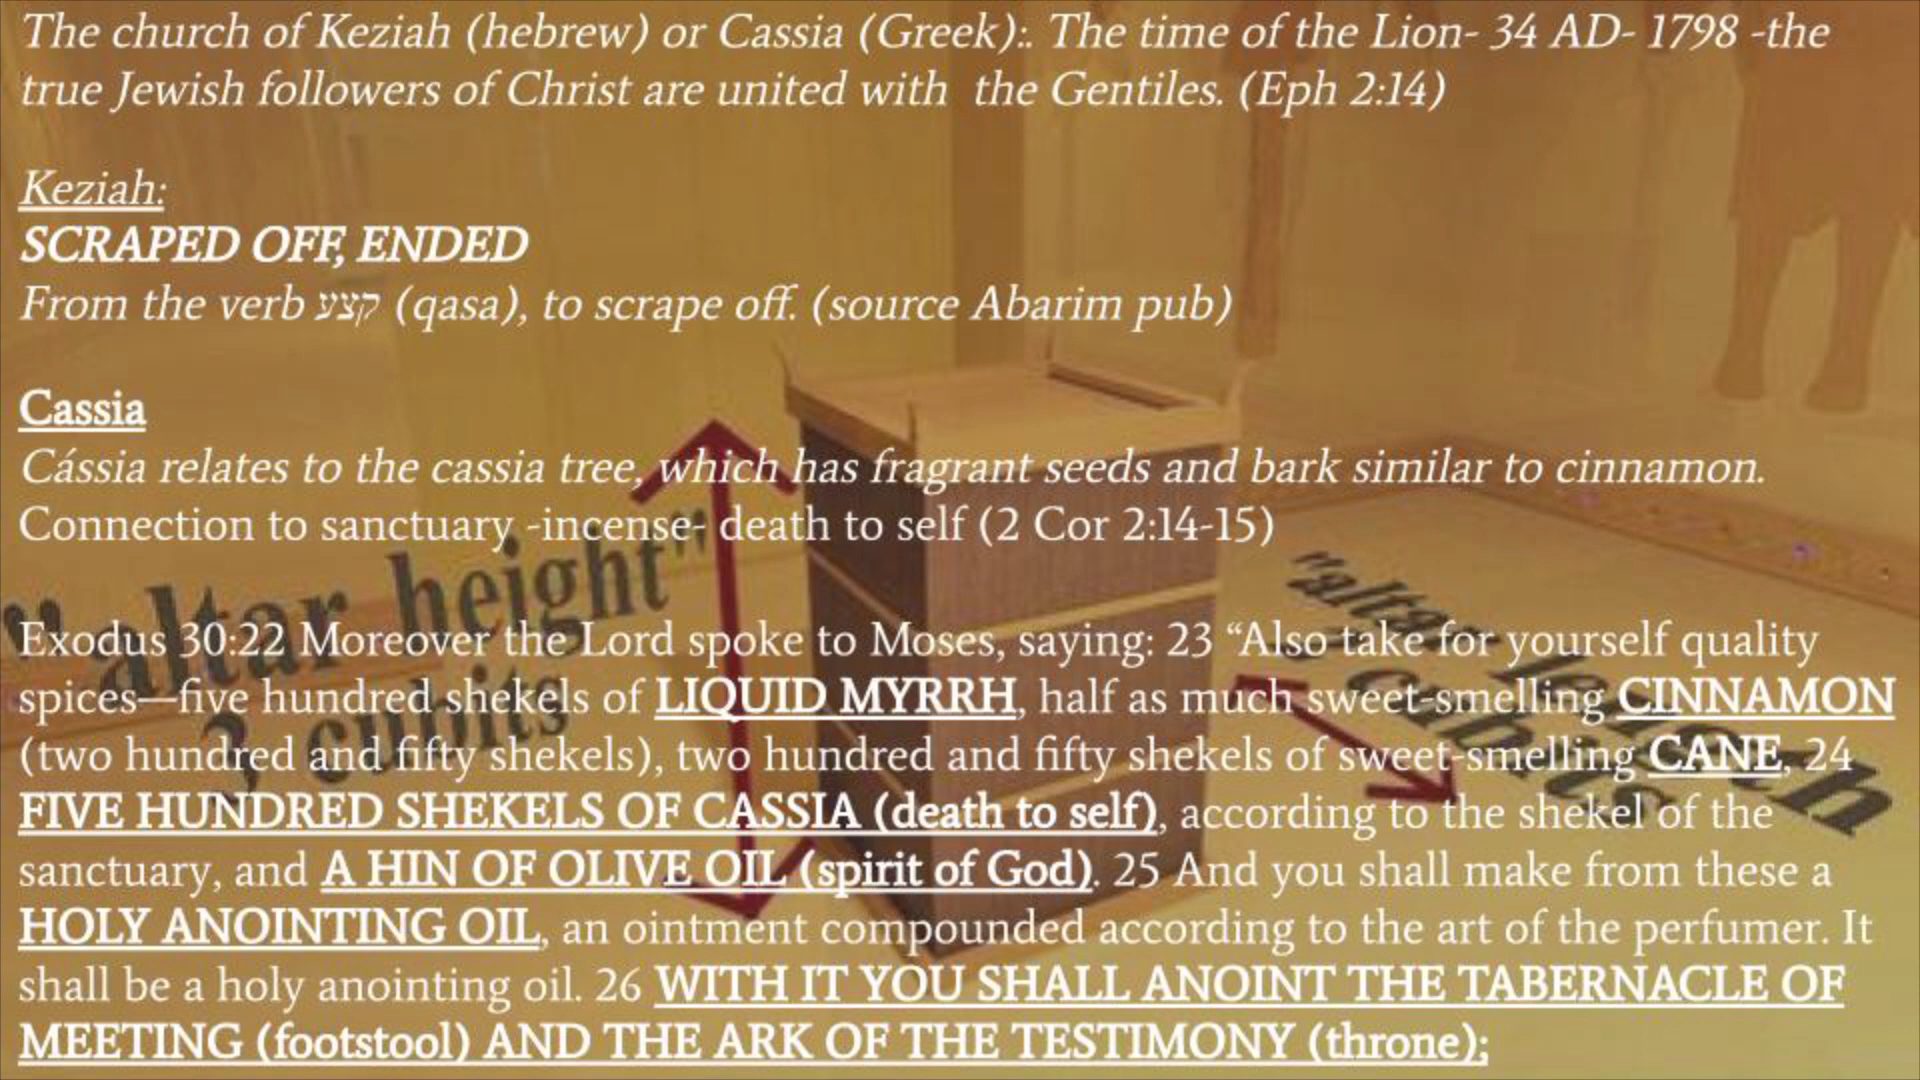 The church of Keziah (hebrew) or Cassia (Greek):. The time of the Lion- 34 AD- 1798 -the
true Jewish followers of Christ are united with the Gentiles. (Eph 2:14)
Keziah:
SCRAPED OFF, ENDED
From the verb קצע (qasa), to scrape off. (source Abarim pub)
Cassia
Cássia relates to the cassia tree, which has fragrant seeds and bark similar to cinnamon.
Connection to sanctuary -incense- death to self (2 Cor 2:14-15)
"altar height"
3 cubits
"altar length
cubits
Exodus 30:22 Moreover the Lord spoke to Moses, saying: 23 “Also take for yourself quality
spices—five hundred shekels of LIQUID MYRRH, half as much sweet-smelling CINNAMON
(two hundred and fifty shekels), two hundred and fifty shekels of sweet-smelling CANE, 24
FIVE HUNDRED SHEKELS OF CASSIA (death to self), according to the shekel of the
sanctuary, and A HIN OF OLIVE OIL (spirit of God). 25 And you shall make from these a
HOLY ANOINTING OIL, an ointment compounded according to the art of the perfumer. It
shall be a holy anointing oil. 26 WITH IT YOU SHALL ANOINT THE TABERNACLE OF
MEETING (footstool) AND THE ARK OF THE TESTIMONY (throne);